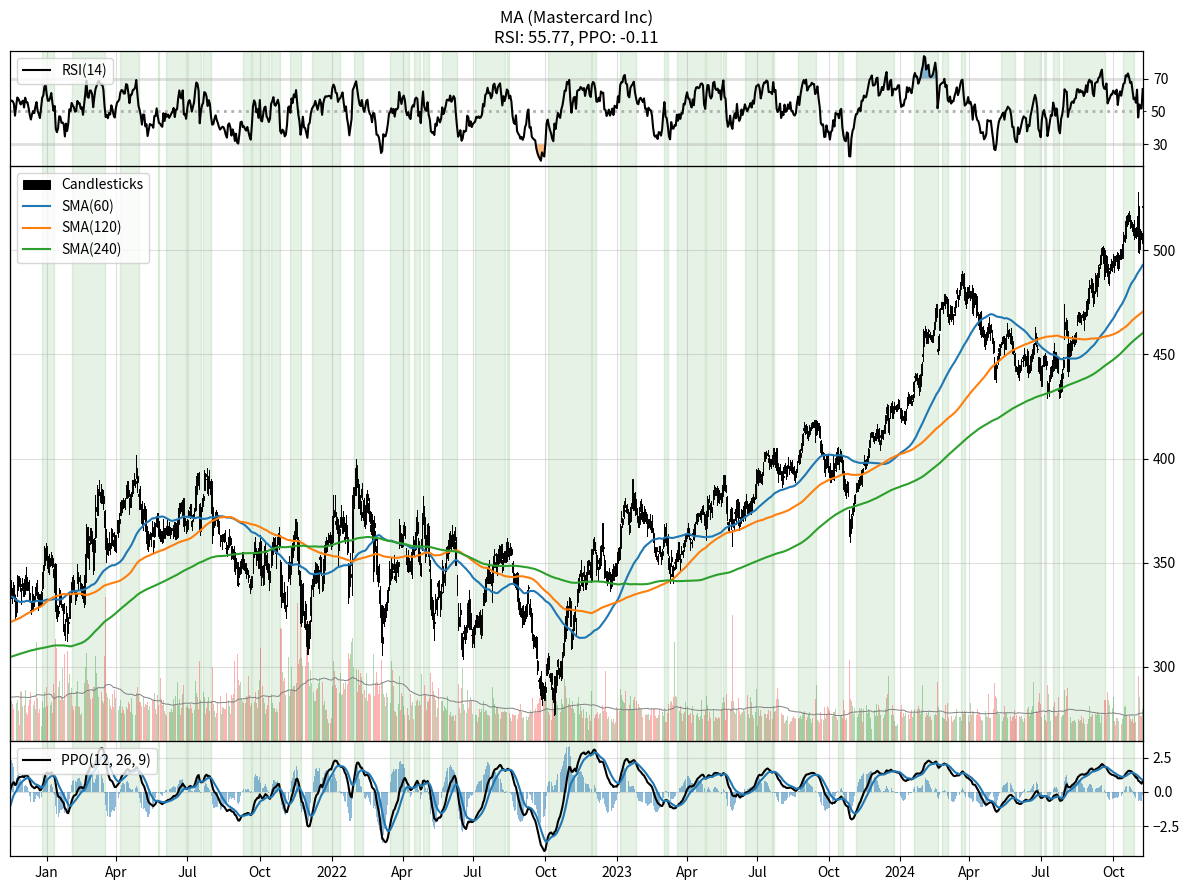 MA (Mastercard Inc)
RSI: 55.77, PPO: -0.11
RSI(14)
70
50
30
Candlesticks
SMA(60)
SMA(120)
SMA(240)
500
450
400
350
300
PPO(12, 26, 9)
2.5
0.0
−2.5
Jan Apr Jul Oct 2022 Apr Jul Oct 2023 Apr Jul Oct 2024 Apr Jul Oct